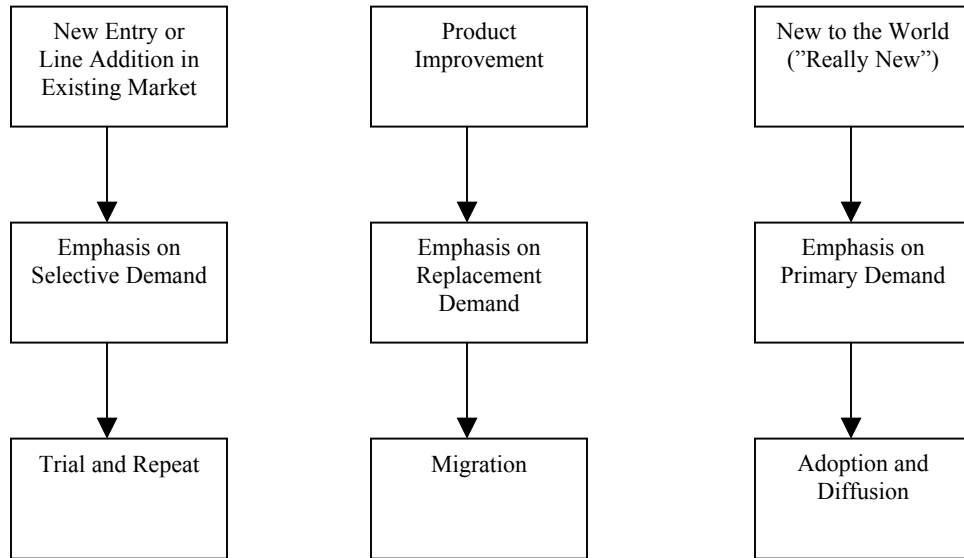 New Entry or
Line Addition in
Existing Market
Product
Improvement
New to the World
(”Really New”)
Emphasis on
Selective Demand
Emphasis on
Replacement
Demand
Emphasis on
Primary Demand
Trial and Repeat
Migration
Adoption and
Diffusion